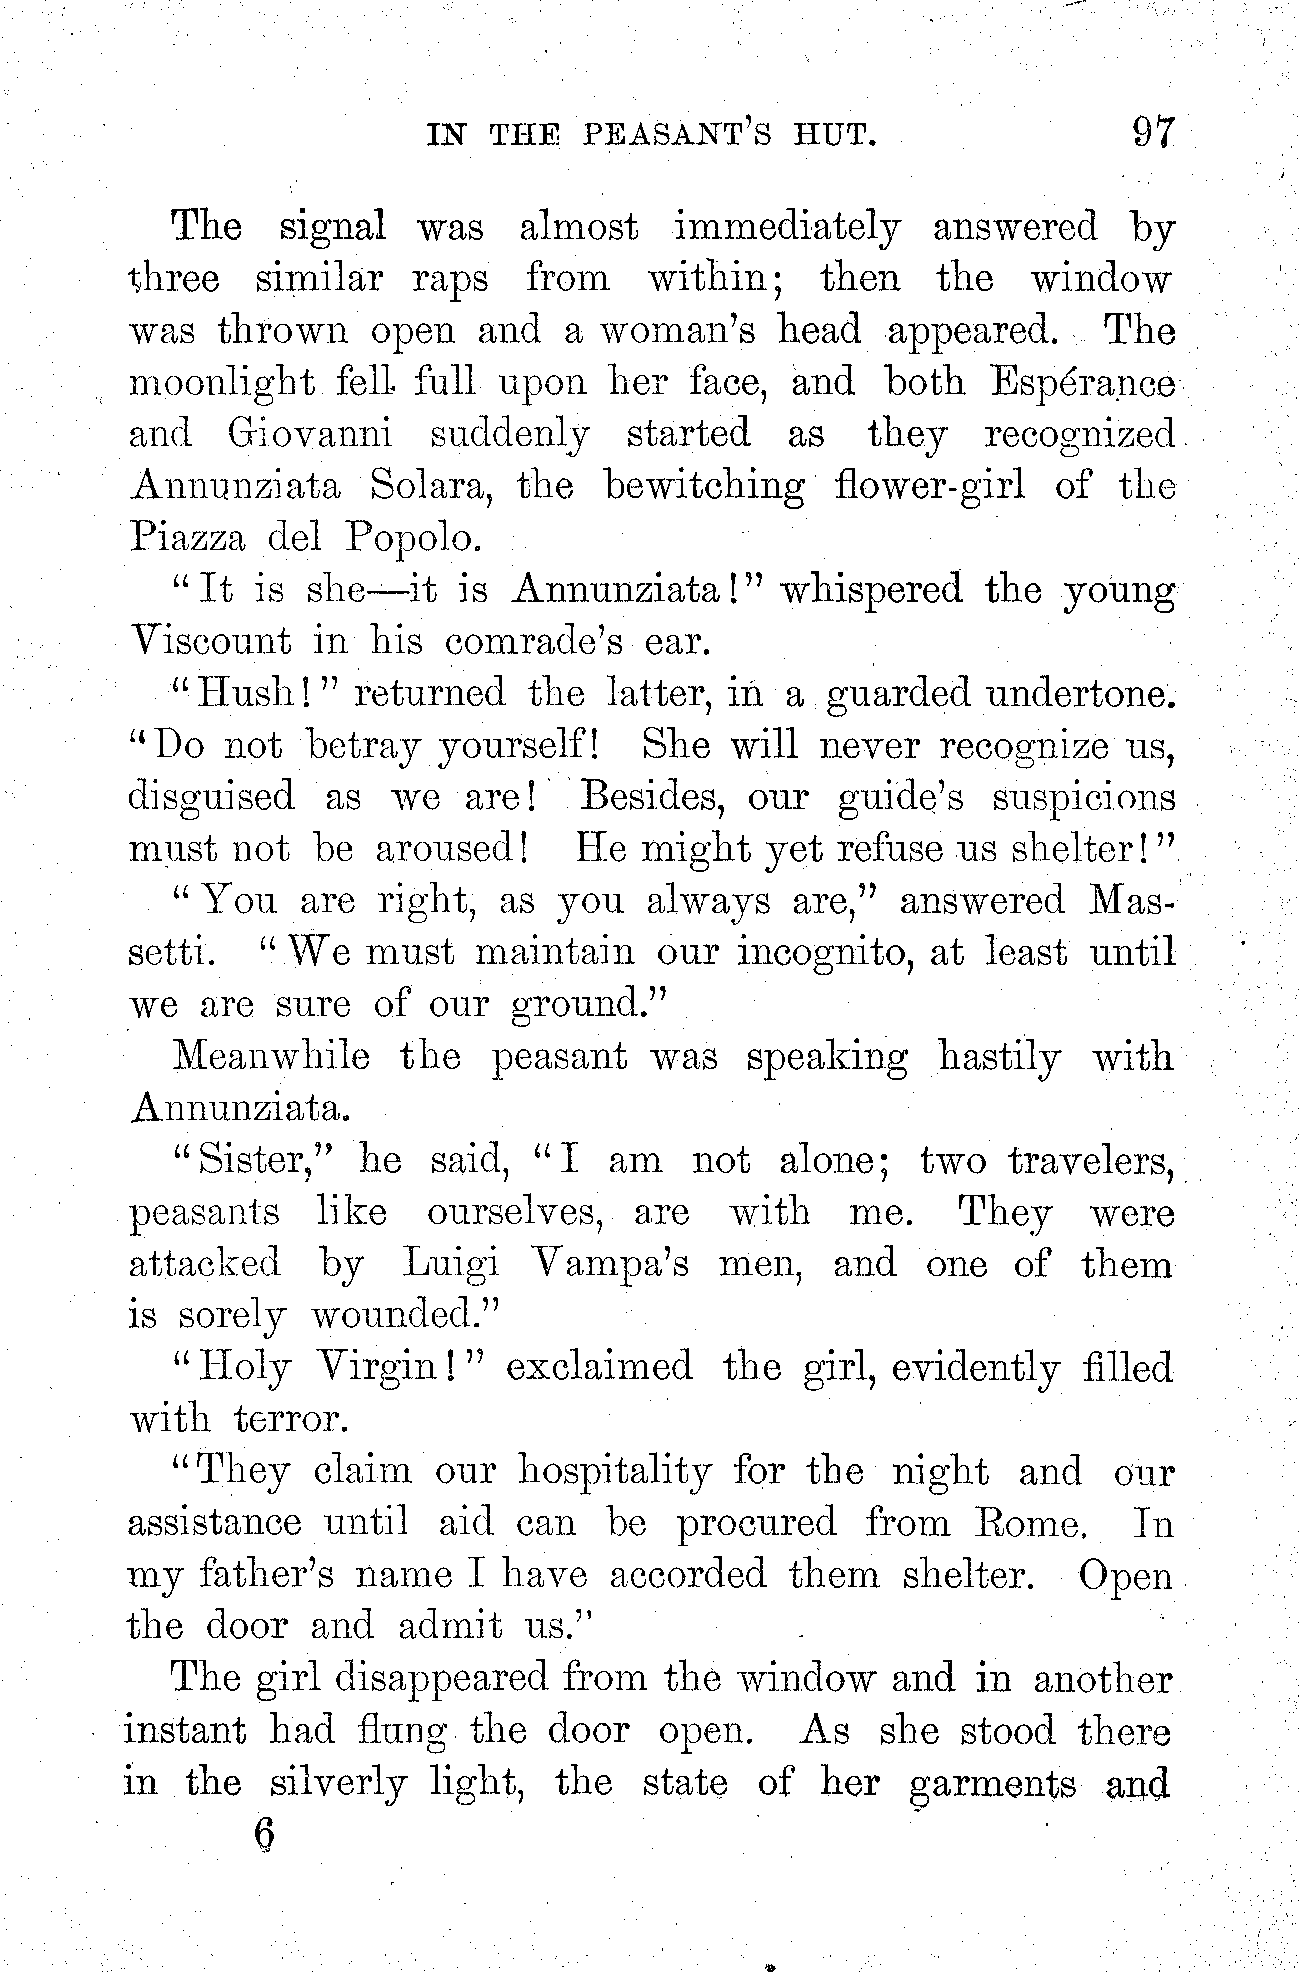 IN THE PEASANT'S HUT. 97
The signal was almost immediately answered by
three similar raps from within; then the window
was thrown open and a woman's head appeared. The
moonlight fell full upon her face, and both Espérance
and Giovanni suddenly started as they recognized
Annunziata Solara, the bewitching flower-girl of the
Piazza del Popolo.
"It is she—it is Annunziata!" whispered the young
Viscount in his comrade's ear.
"Hush!" returned the latter, in a guarded undertone.
"Do not betray yourself! She will never recognize us,
disguised as we are! Besides, our guide's suspicions
must not be aroused! He might yet refuse us shelter!"
"You are right, as you always are," answered Mas-
setti. "We must maintain our incognito, at least until
we are sure of our ground."
Meanwhile the peasant was speaking hastily with
Annunziata.
"Sister," he said, "I am not alone; two travelers,
peasants like ourselves, are with me. They were
attacked by Luigi Vampa's men, and one of them
is sorely wounded."
"Holy Virgin!" exclaimed the girl, evidently filled
with terror.
"They claim our hospitality for the night and our
assistance until aid can be procured from Rome. In
my father's name I have accorded them shelter. Open
the door and admit us."
The girl disappeared from the window and in another
instant had flung the door open. As she stood there
in the silverly light, the state of her garments and
6